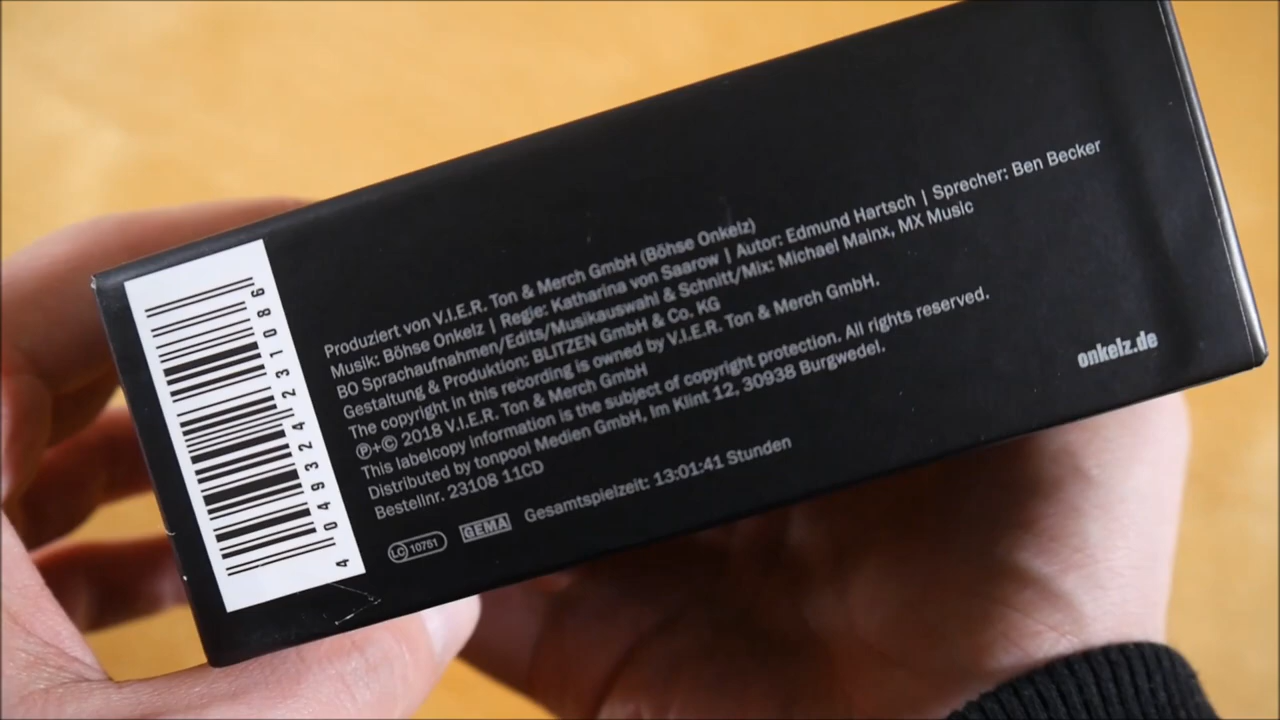 Produziert von V.I.E.R. Ton & Merch GmbH (Böhse Onkelz)
Musik: Böhse Onkelz | Regie: Katharina von Saarow | Autor: Edmund Hartsch | Sprecher: Ben Becker
BO Sprachaufnahmen/Edits/Musikauswahl & Schnitt/Mix: Michael Mainx, MX Music
Gestaltung & Produktion: BLITZEN GmbH & Co. KG
The copyright in this recording is owned by V.I.E.R. Ton & Merch GmbH.
℗+© 2018 V.I.E.R. Ton & Merch GmbH
This labelcopy information is the subject of copyright protection. All rights reserved.
Distributed by tonpool Medien GmbH, Im Klint 12, 30938 Burgwedel.
Bestellnr. 23108 11CD
LC 10751 GEMA Gesamtspielzeit: 13:01:41 Stunden
onkelz.de
4 049324 231086